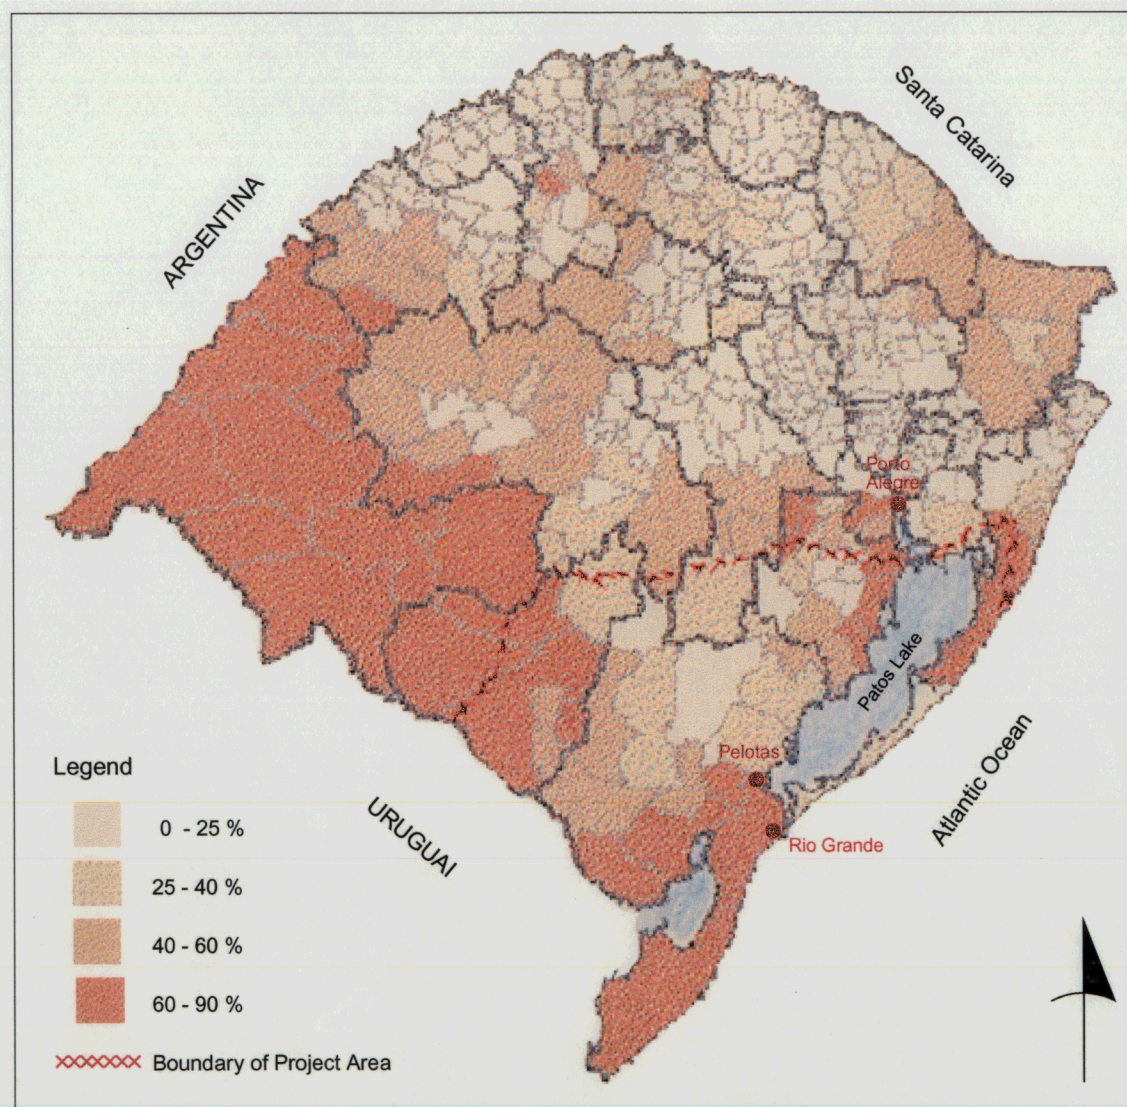 Santa Catarina
ARGENTINA
Porto
Alegre
Patos Lake
Pelotas
Atlantic Ocean
Rio Grande
URUGUAI
Legend
0 - 25 %
25 - 40 %
40 - 60 %
60 - 90 %
Boundary of Project Area